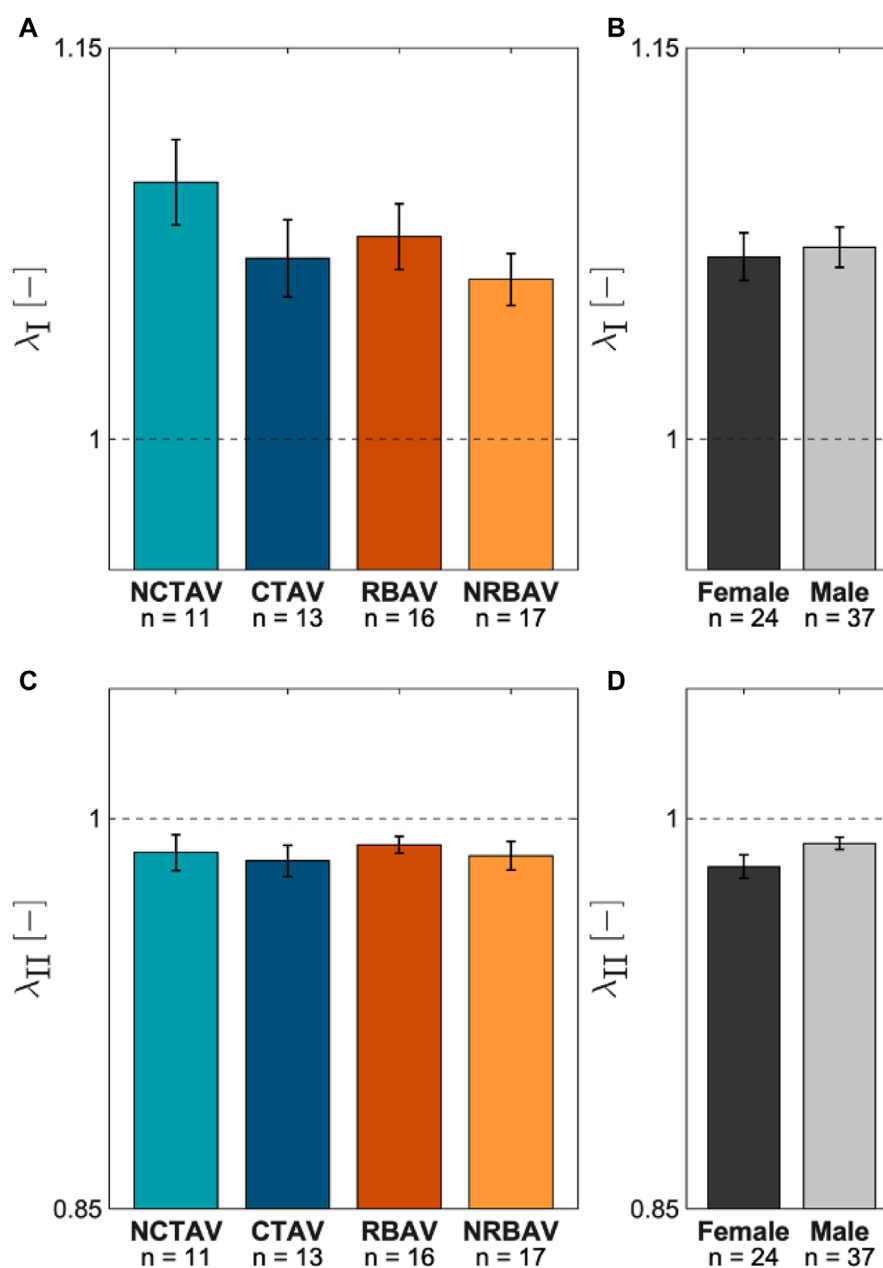 A
B
1.15
1.15
λI [−]
λI [−]
1
1
NCTAV CTAV RBAV NRBAV
n = 11 n = 13 n = 16 n = 17
Female Male
n = 24 n = 37
C
D
1
1
λII [−]
λII [−]
0.85
0.85
NCTAV CTAV RBAV NRBAV
n = 11 n = 13 n = 16 n = 17
Female Male
n = 24 n = 37